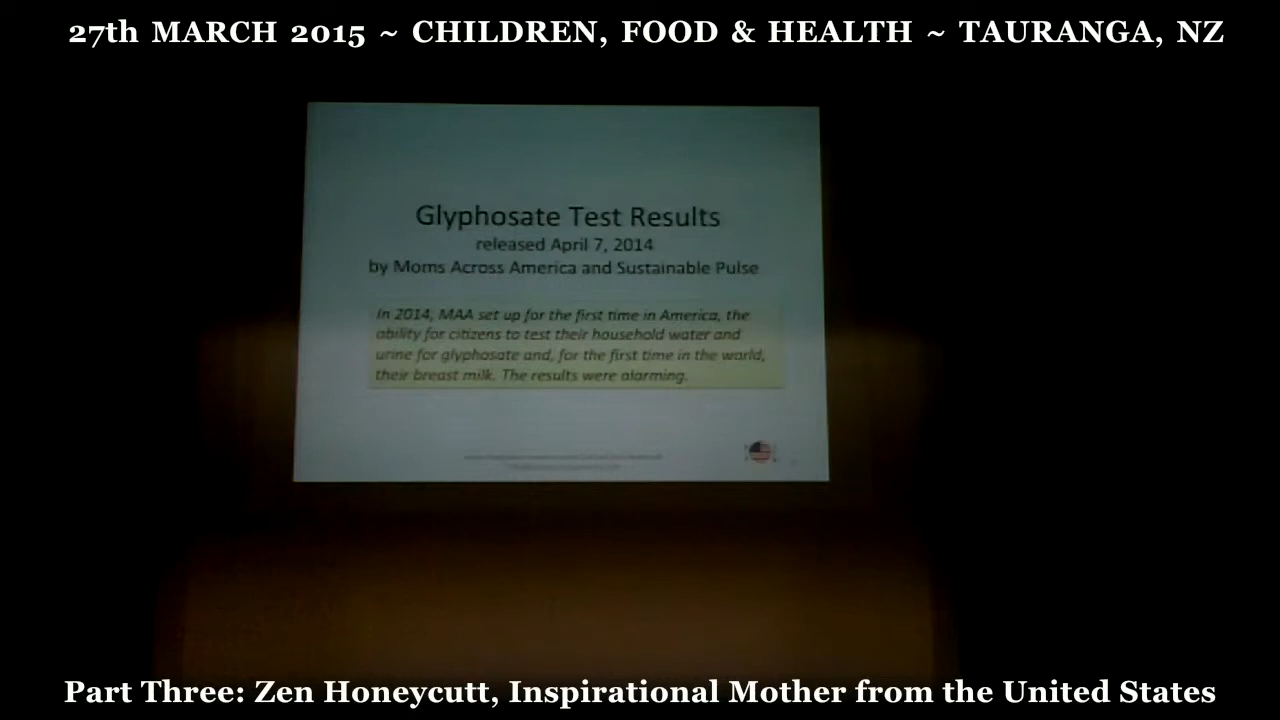 27th MARCH 2015 ~ CHILDREN, FOOD & HEALTH ~ TAURANGA, NZ
Glyphosate Test Results
released April 7, 2014
by Moms Across America and Sustainable Pulse
In 2014, MAA set up for the first time in America, the
ability for citizens to test their household water and
urine for glyphosate and, for the first time in the world,
their breast milk. The results were alarming.
Part Three: Zen Honeycutt, Inspirational Mother from the United States